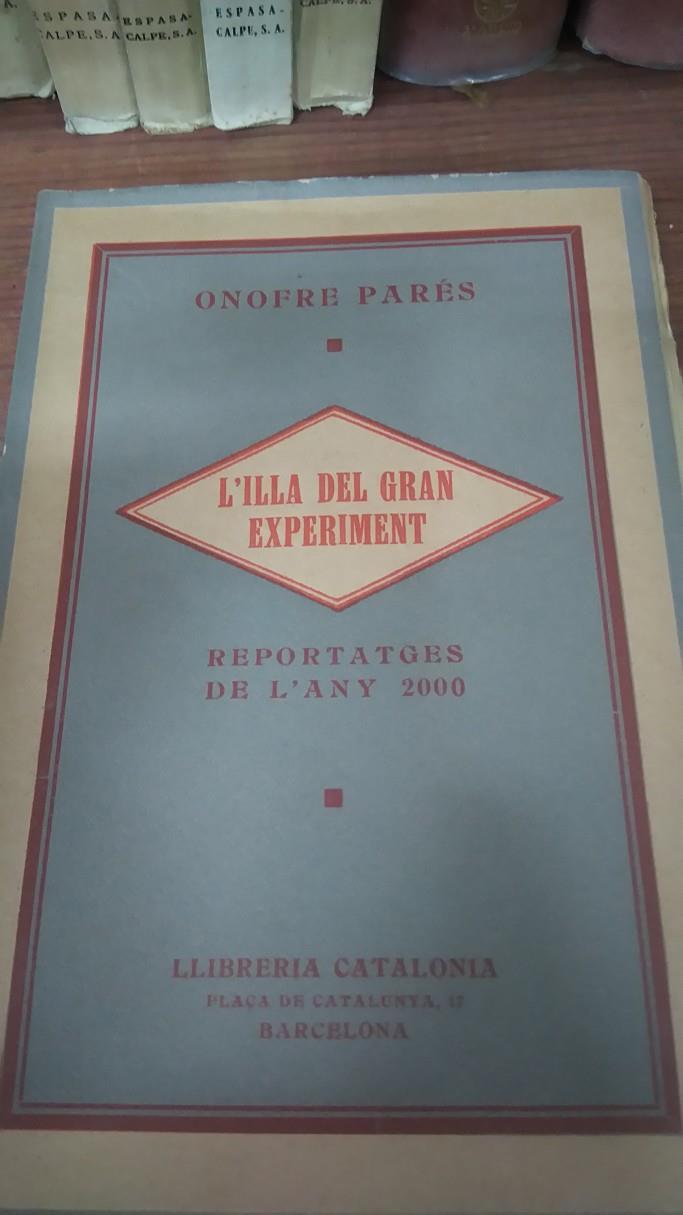 ESPASA-
CALPE, S. A.
ESPASA-
CALPE, S. A.
ESPASA-
CALPE, S. A.
CALPE, S. A.
ONOFRE PARÉS
L'ILLA DEL GRAN
EXPERIMENT
REPORTATGES
DE L'ANY 2000
LLIBRERIA CATALONIA
PLAÇA DE CATALUNYA, 17
BARCELONA